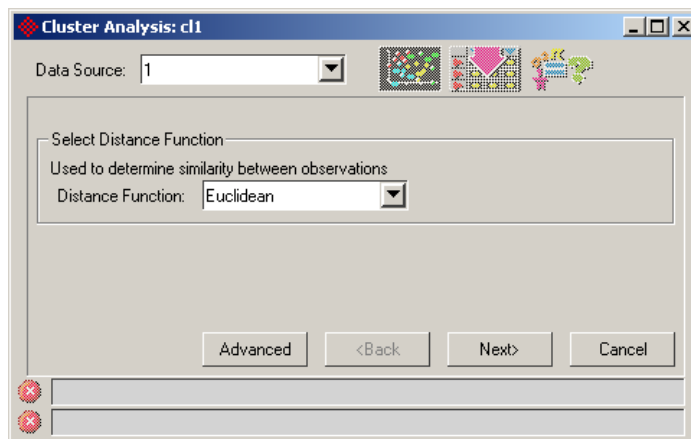 Cluster Analysis: cl1
Data Source: 1
Select Distance Function
Used to determine similarity between observations
Distance Function: Euclidean
Advanced <Back Next> Cancel